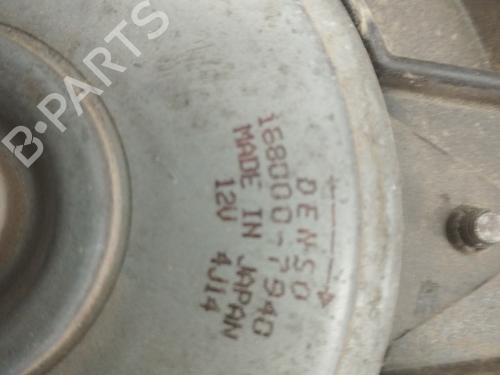 B-PARTS
DENSO
168000-7940
MADE IN JAPAN
12V 4J14